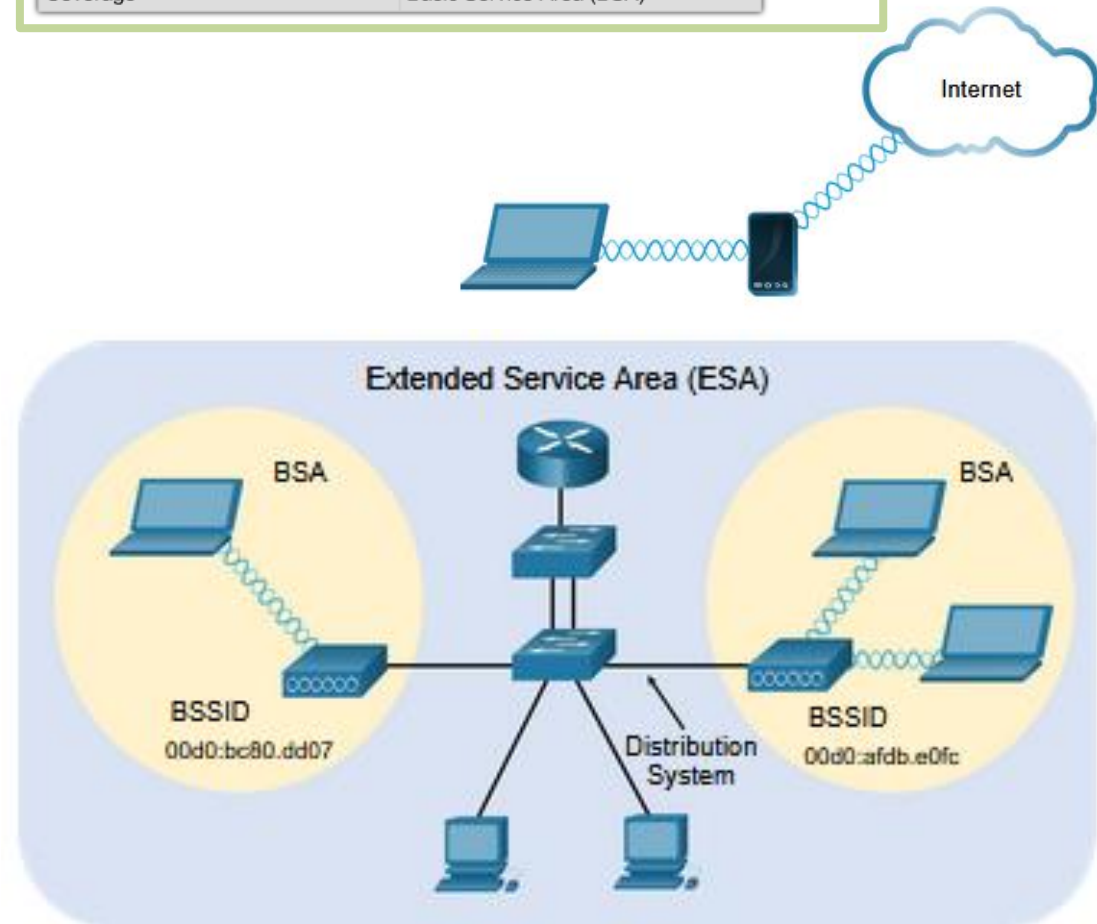 Coverage Basic Service Area (BSA)
Internet
Extended Service Area (ESA)
BSA
BSA
BSSID
00d0:bc80.dd07
BSSID
00d0:afdb.e0fc
Distribution
System